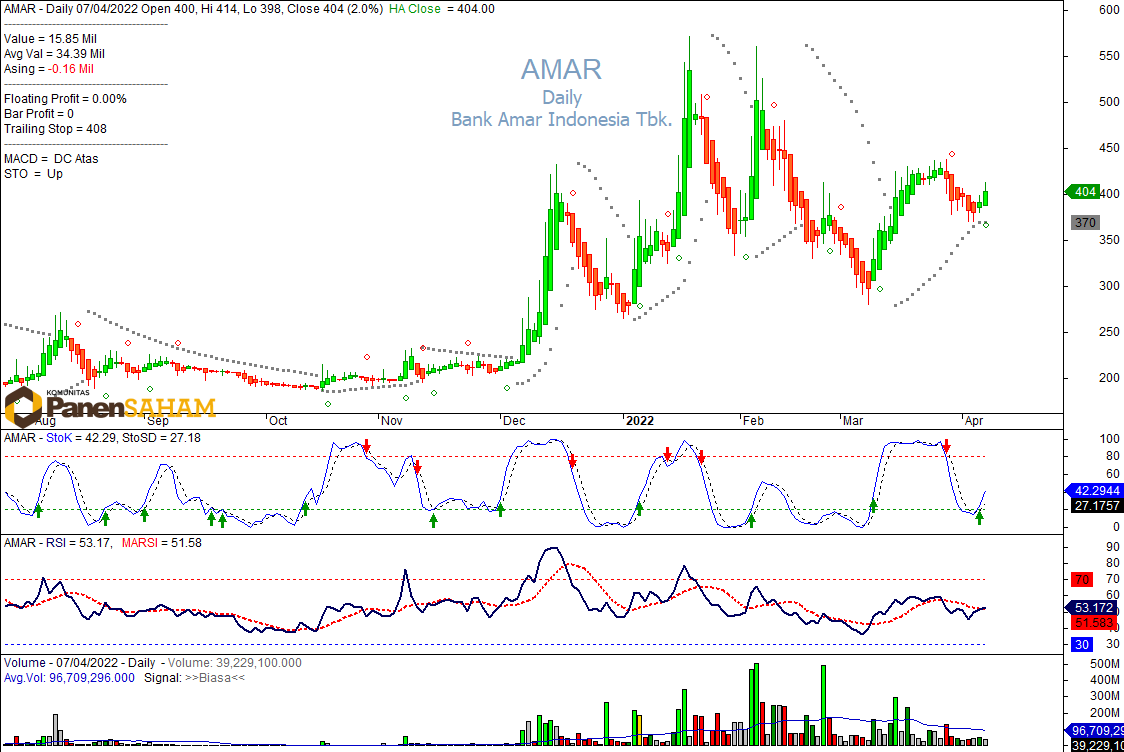 AMAR - Daily 07/04/2022 Open 400, Hi 414, Lo 398, Close 404 (2.0%) HA Close = 404.00
Value = 15.85 Mil
Avg Val = 34.39 Mil
Asing = -0.16 Mil
Floating Profit = 0.00%
Bar Profit = 0
Trailing Stop = 408
MACD = DC Atas
STO = Up
AMAR
Daily
Bank Amar Indonesia Tbk.
600
550
500
450
400
404
370
350
300
250
200
KOMUNITAS
PanenSAHAM
Aug Sep Oct Nov Dec 2022 Feb Mar Apr
AMAR - StoK = 42.29, StoSD = 27.18
100
80
60
42.2944
27.1757
0
AMAR - RSI = 53.17, MARSI = 51.58
90
80
70
60
53.172
51.583
30
30
Volume - 07/04/2022 - Daily - Volume: 39,229,100.000
Avg.Vol: 96,709,296.000 Signal: >>Biasa<<
500M
400M
300M
200M
96,709,29
39,229,10